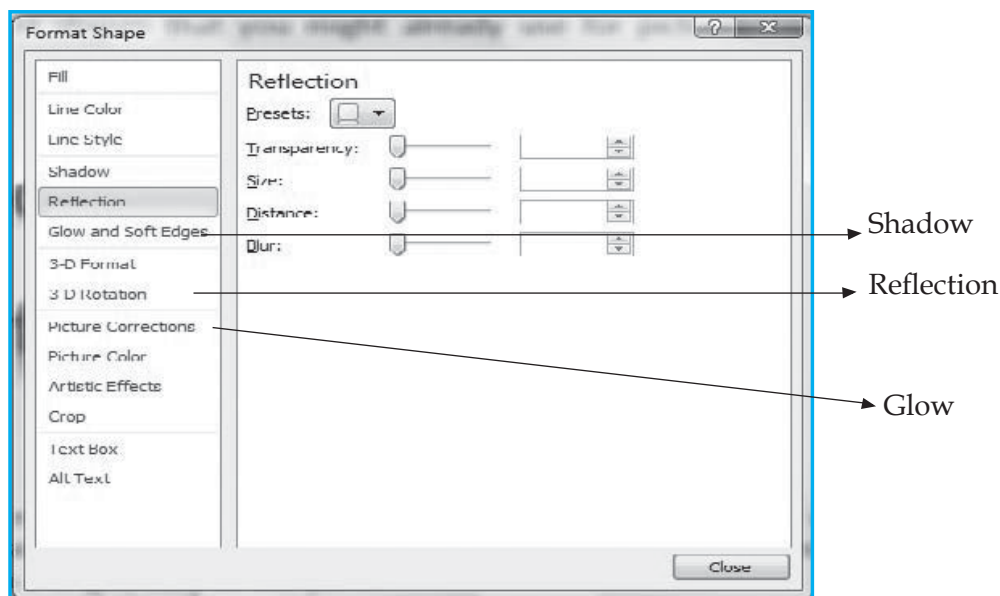 Format Shape
Fill
Line Color
Line Style
Shadow
Reflection
Glow and Soft Edges
3-D Format
3 D Rotation
Picture Corrections
Picture Color
Artistic Effects
Crop
Text Box
Alt Text
Reflection
Presets:
Transparency:
Size:
Distance:
Blur:
Close
Shadow
Reflection
Glow